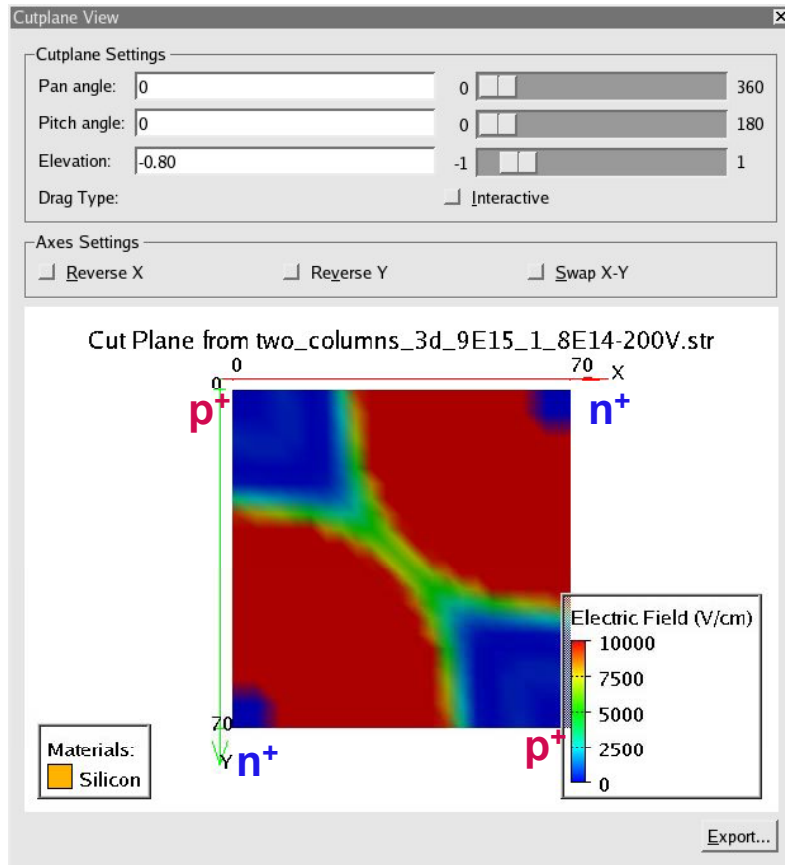 Cutplane View
Cutplane Settings
Pan angle: 0 0 360
Pitch angle: 0 0 180
Elevation: -0.80 -1 1
Drag Type: Interactive
Axes Settings
Reverse X Reverse Y Swap X-Y
Cut Plane from two_columns_3d_9E15_1_8E14-200V.str
0 70 X
0
p+ n+
Electric Field (V/cm)
10000
7500
5000
2500
0
70
Y n+ p+
Materials:
Silicon
Export...